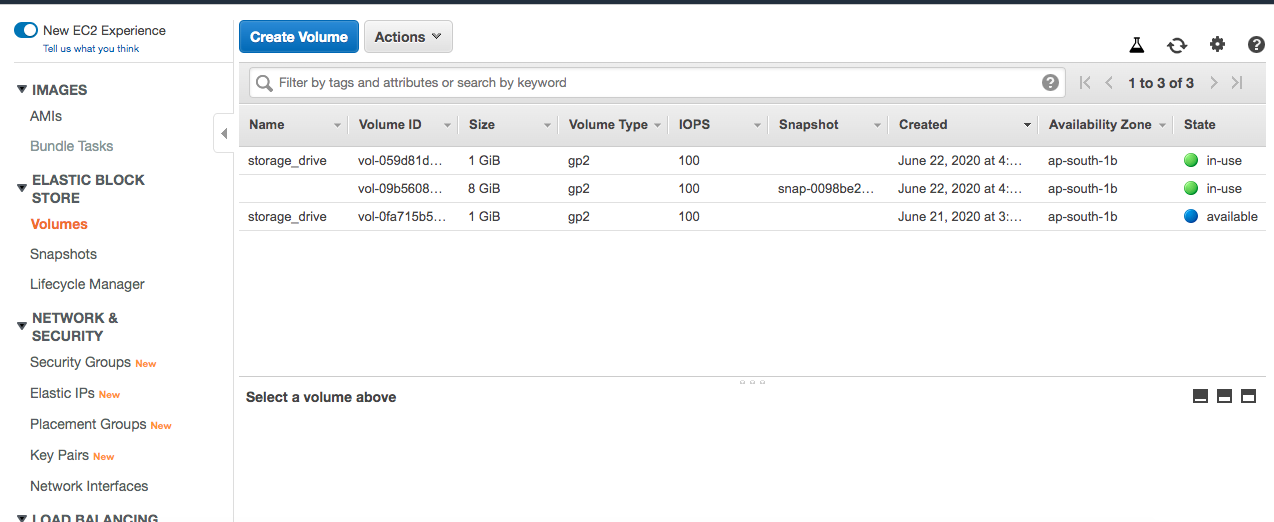 New EC2 Experience
Tell us what you think
IMAGES
AMIs
Bundle Tasks
ELASTIC BLOCK
STORE
Volumes
Snapshots
Lifecycle Manager
NETWORK &
SECURITY
Security Groups New
Elastic IPs New
Placement Groups New
Key Pairs New
Network Interfaces
LOAD BALANCING
Create Volume Actions
Filter by tags and attributes or search by keyword 1 to 3 of 3
Name Volume ID Size Volume Type IOPS Snapshot Created Availability Zone State
storage_drive vol-059d81d... 1 GiB gp2 100 June 22, 2020 at 4:... ap-south-1b in-use
vol-09b5608... 8 GiB gp2 100 snap-0098be2... June 22, 2020 at 4:... ap-south-1b in-use
storage_drive vol-0fa715b5... 1 GiB gp2 100 June 21, 2020 at 3:... ap-south-1b available
Select a volume above